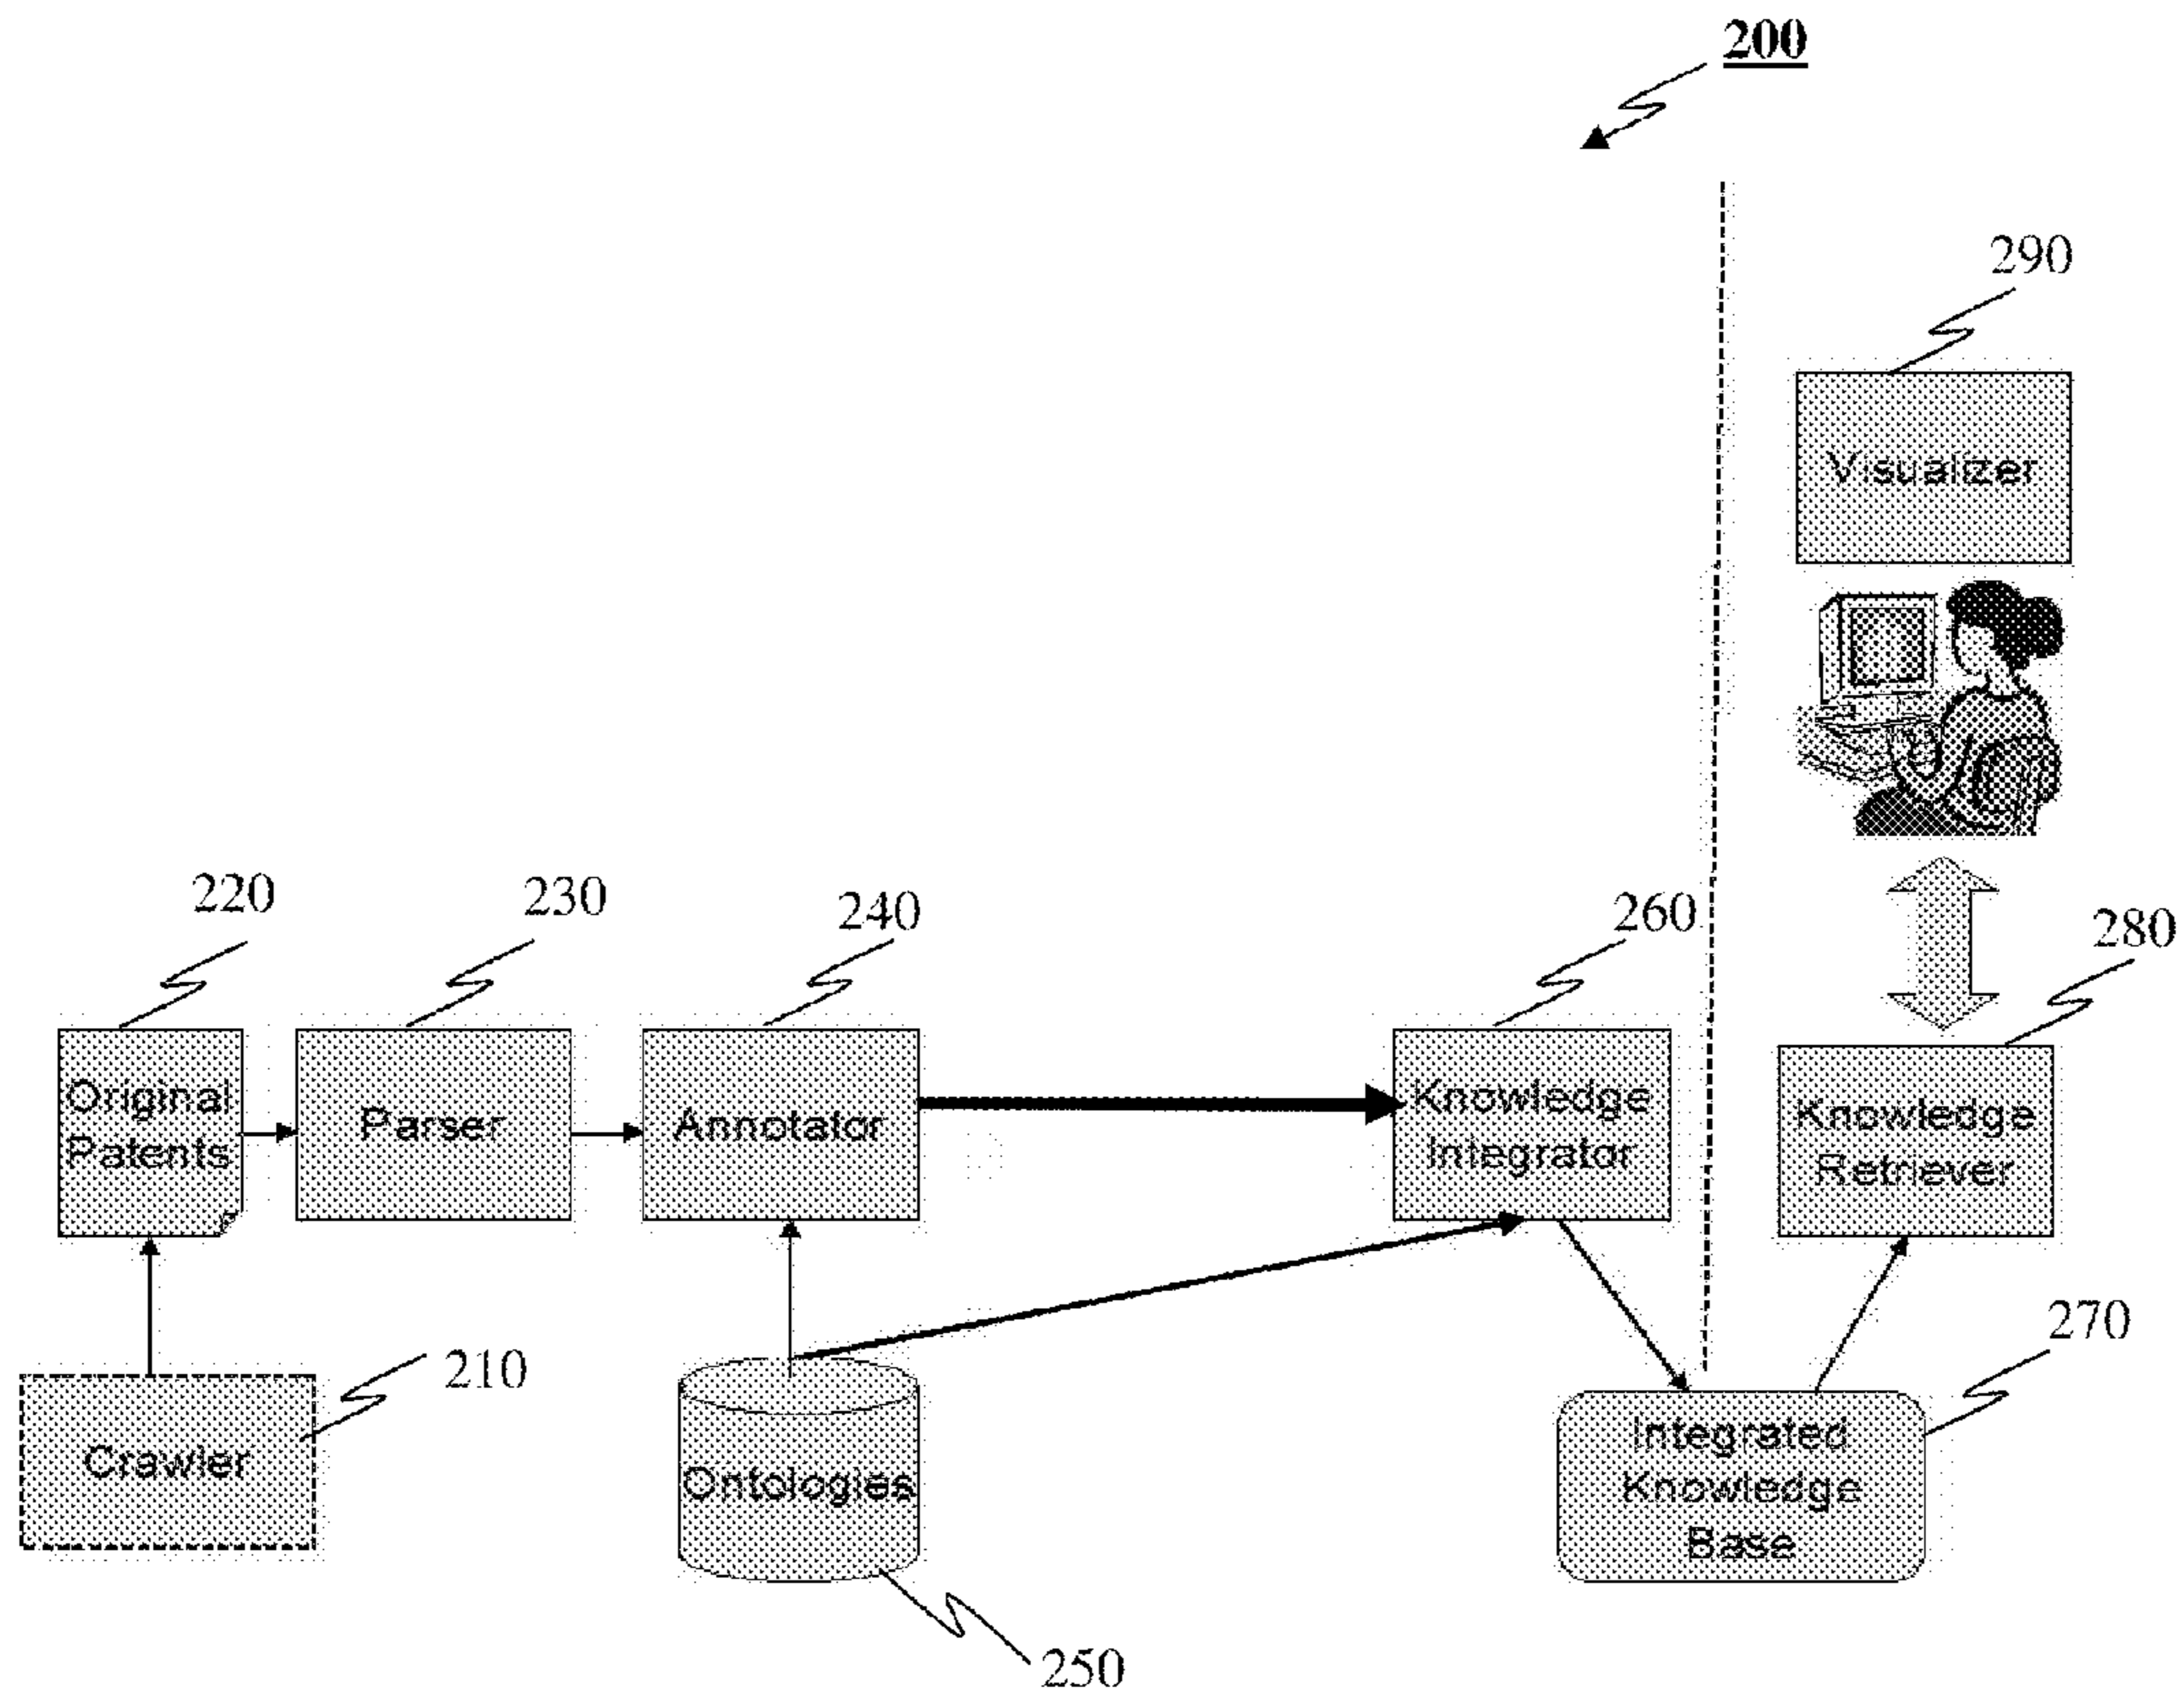 200
290
Visualizer
220
230
240
260
280
Original
Patents
Parser
Annotator
Knowledge
Integrator
Knowledge
Retriever
210
270
Crawler
Ontologies
Integrated
Knowledge
Base
250